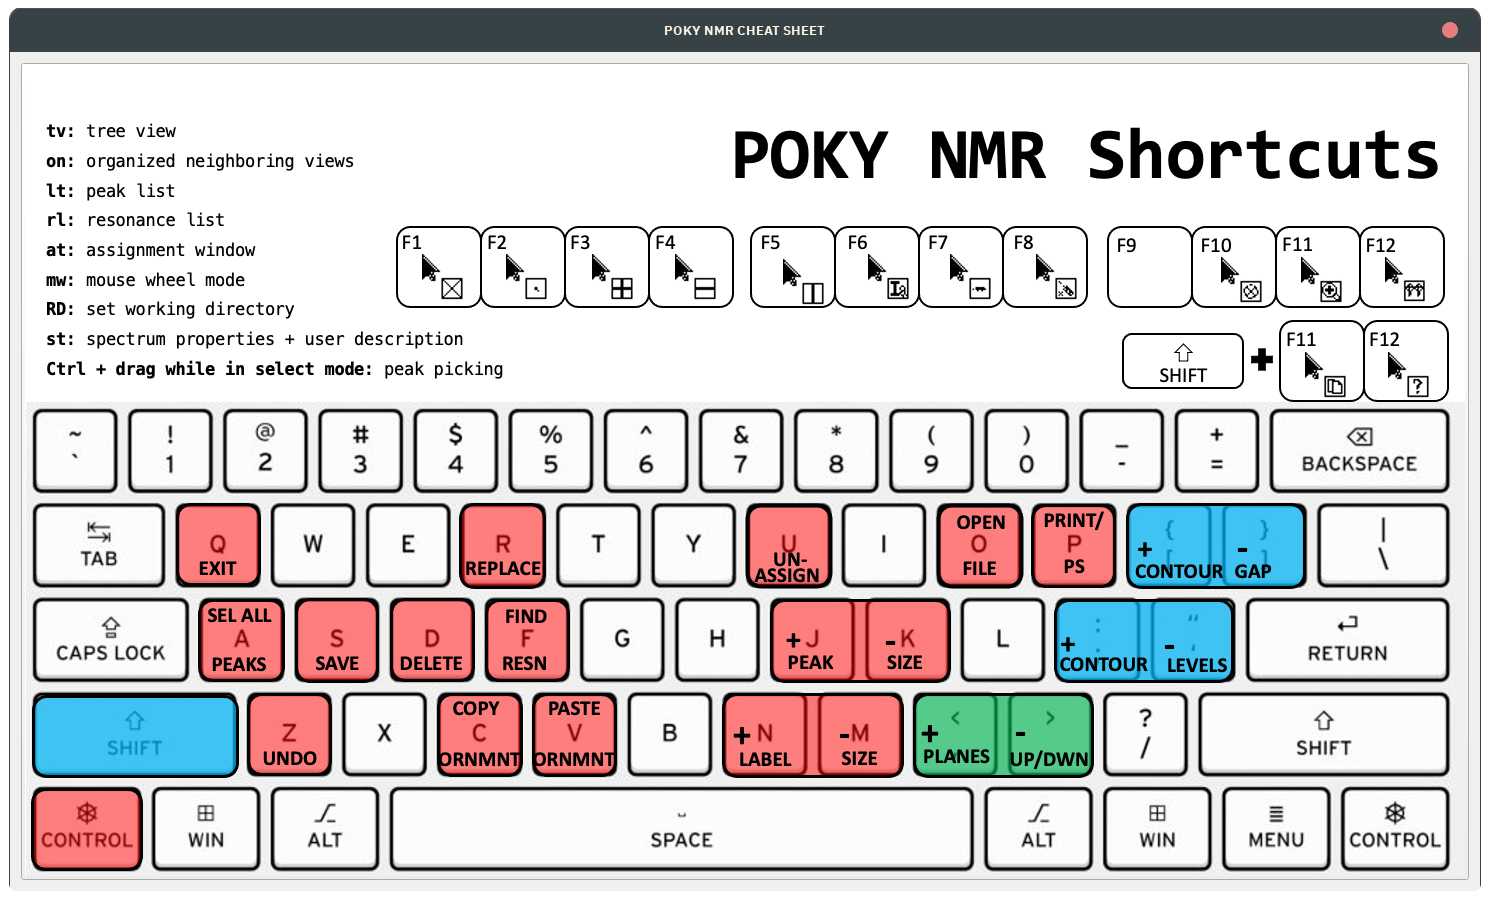 POKY NMR CHEAT SHEET
tv: tree view
on: organized neighboring views
lt: peak list
rl: resonance list
at: assignment window
mw: mouse wheel mode
RD: set working directory
st: spectrum properties + user description
Ctrl + drag while in select mode: peak picking
POKY NMR Shortcuts
F1 F2 F3 F4 F5 F6 F7 F8 F9 F10 F11 F12
SHIFT + F11 F12
~ ! @ # $ % ^ & * ( ) _ +
` 1 2 3 4 5 6 7 8 9 0 - = BACKSPACE
TAB
Q
EXIT
W
E
R
REPLACE
T
Y
U
UN-
ASSIGN
I
OPEN
O
FILE
PRINT/
P
PS
{ }
[ ]
+ -
CONTOUR GAP
|
\
CAPS LOCK
SEL ALL
A
PEAKS
S
SAVE
D
DELETE
FIND
F
RESN
G
H
+J -K
PEAK SIZE
L
: “
+ -
CONTOUR LEVELS
RETURN
SHIFT
Z
UNDO
X
COPY
C
ORNMNT
PASTE
V
ORNMNT
B
+N -M
LABEL SIZE
< >
+ -
PLANES UP/DWN
?
/
SHIFT
CONTROL WIN ALT SPACE ALT WIN MENU CONTROL